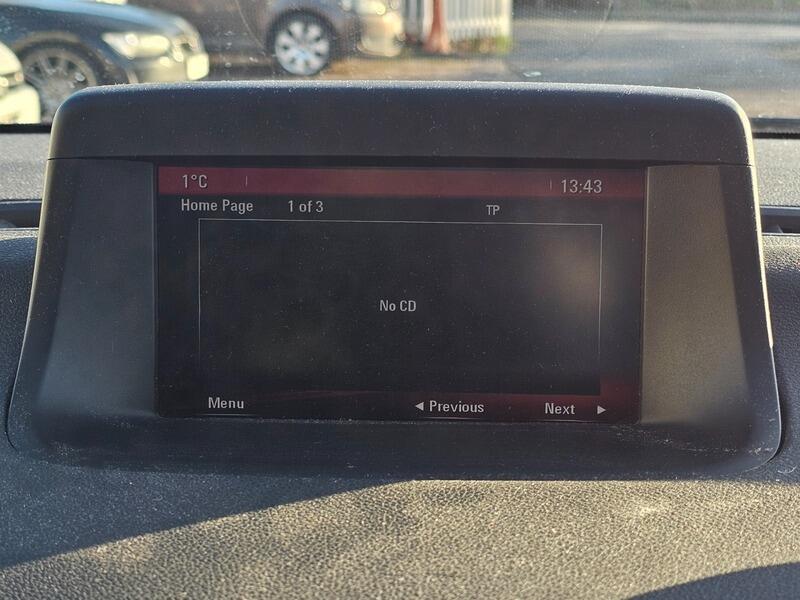 1°C 13:43
Home Page 1 of 3 TP
No CD
Menu ◀ Previous Next ▶